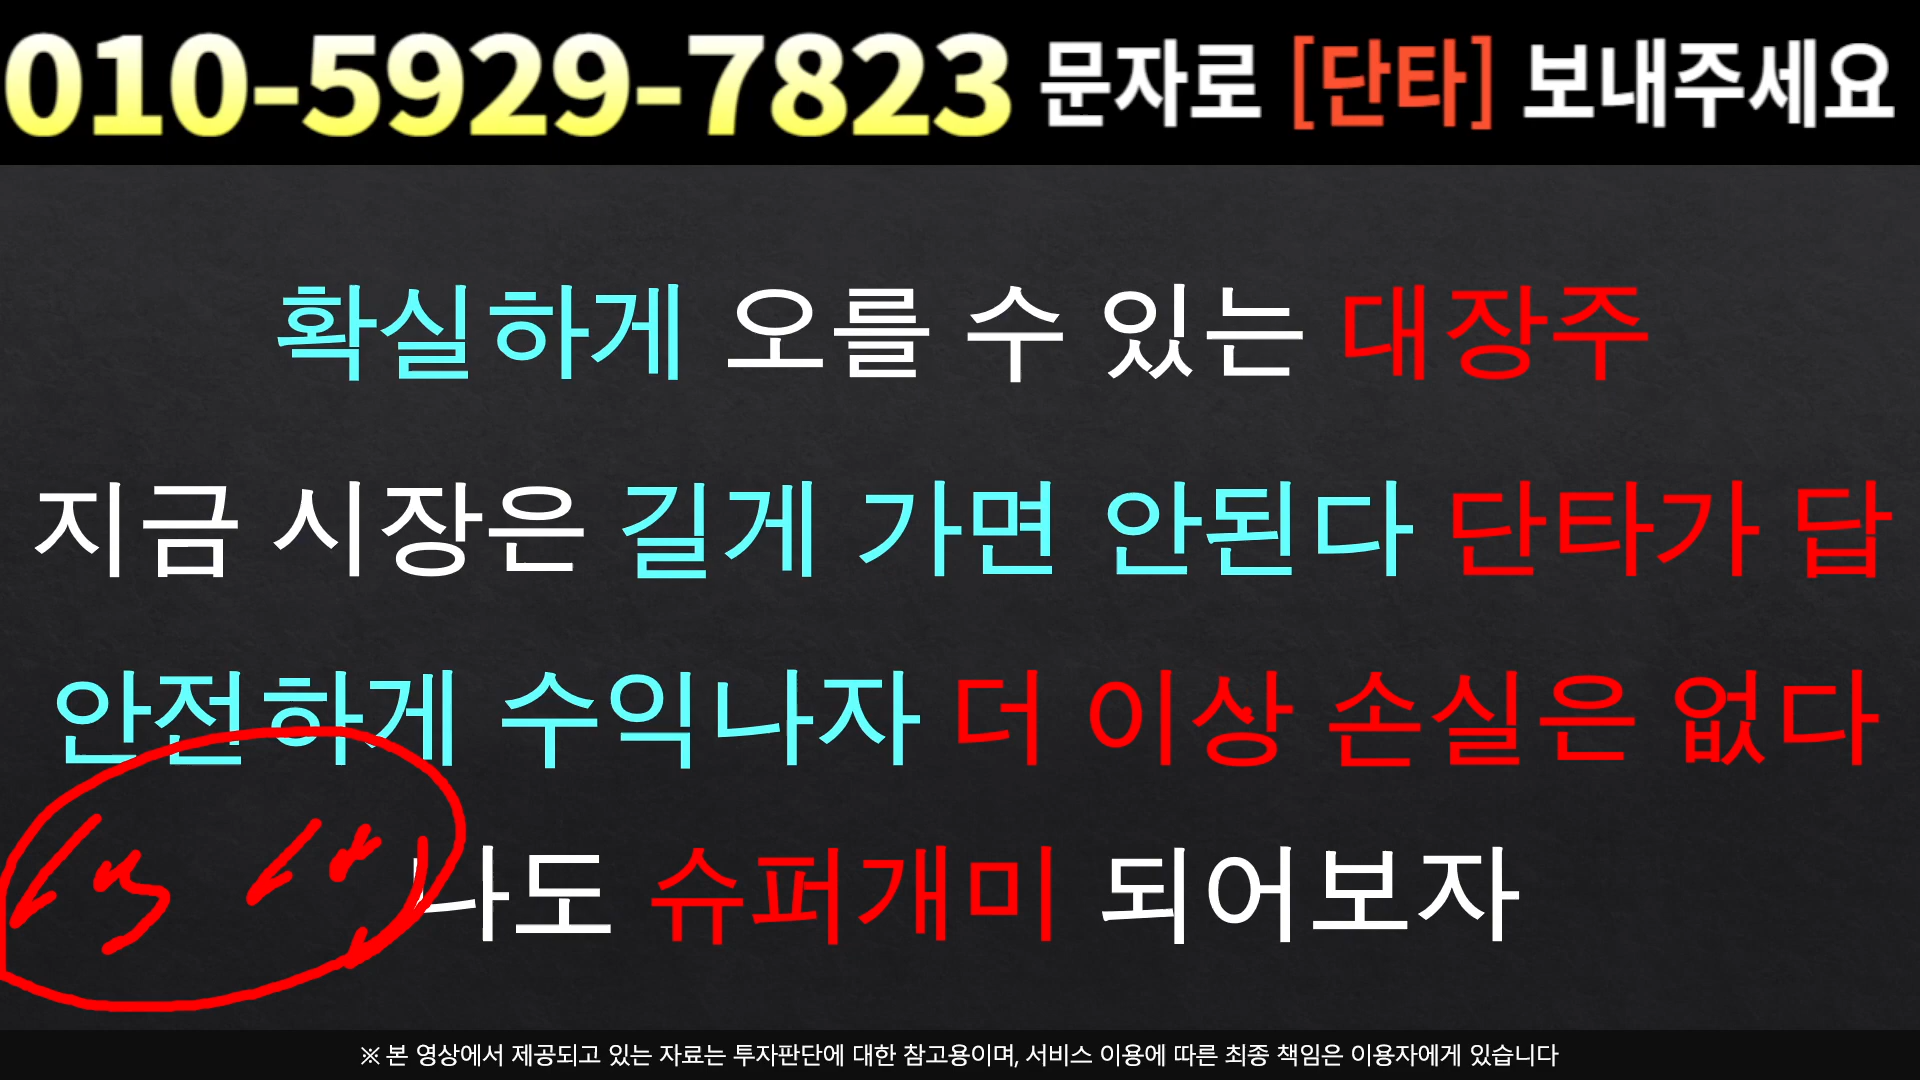 010-5929-7823 문자로 [단타] 보내주세요
확실하게 오를 수 있는 대장주
지금 시장은 길게 가면 안된다 단타가 답
안전하게 수익나자 더 이상 손실은 없다
나도 슈퍼개미 되어보자
※ 본 영상에서 제공되고 있는 자료는 투자판단에 대한 참고용이며, 서비스 이용에 따른 최종 책임은 이용자에게 있습니다